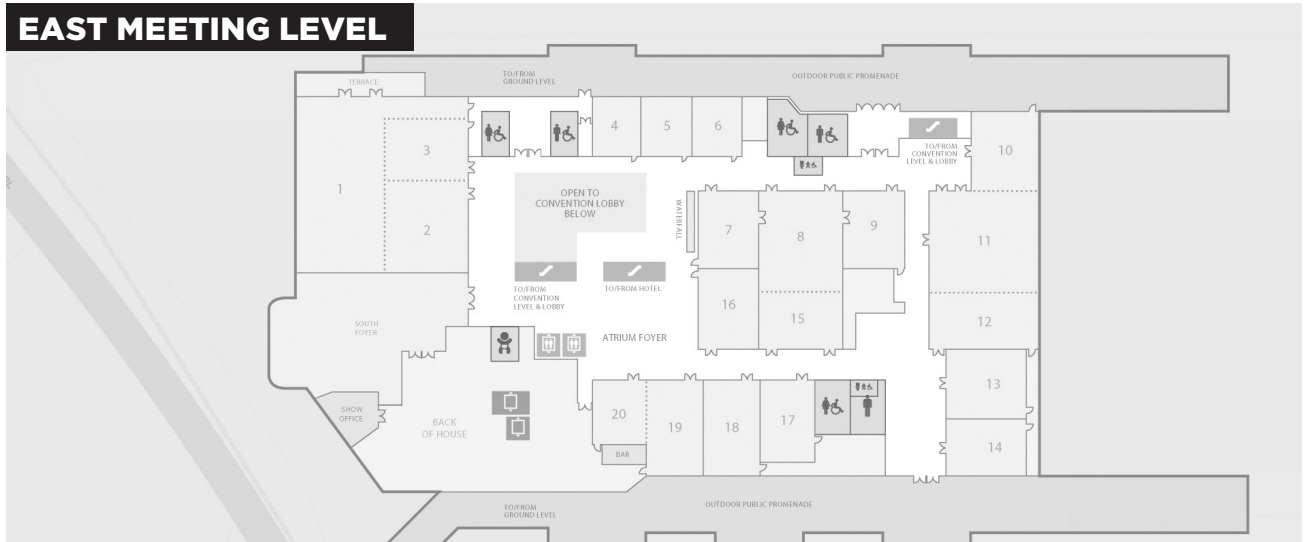 EAST MEETING LEVEL
TERRACE
TO/FROM
GROUND LEVEL
OUTDOOR PUBLIC PROMENADE
1
2
3
4
5
6
TO/FROM
CONVENTION
LEVEL & LOBBY
10
OPEN TO
CONVENTION LOBBY
BELOW
WATERFALL
7
8
9
11
TO/FROM
CONVENTION
LEVEL & LOBBY
TO/FROM HOTEL
16
15
12
SOUTH
FOYER
ATRIUM FOYER
13
14
SHOW
OFFICE
BACK
OF HOUSE
20
19
18
17
BAR
TO/FROM
GROUND LEVEL
OUTDOOR PUBLIC PROMENADE